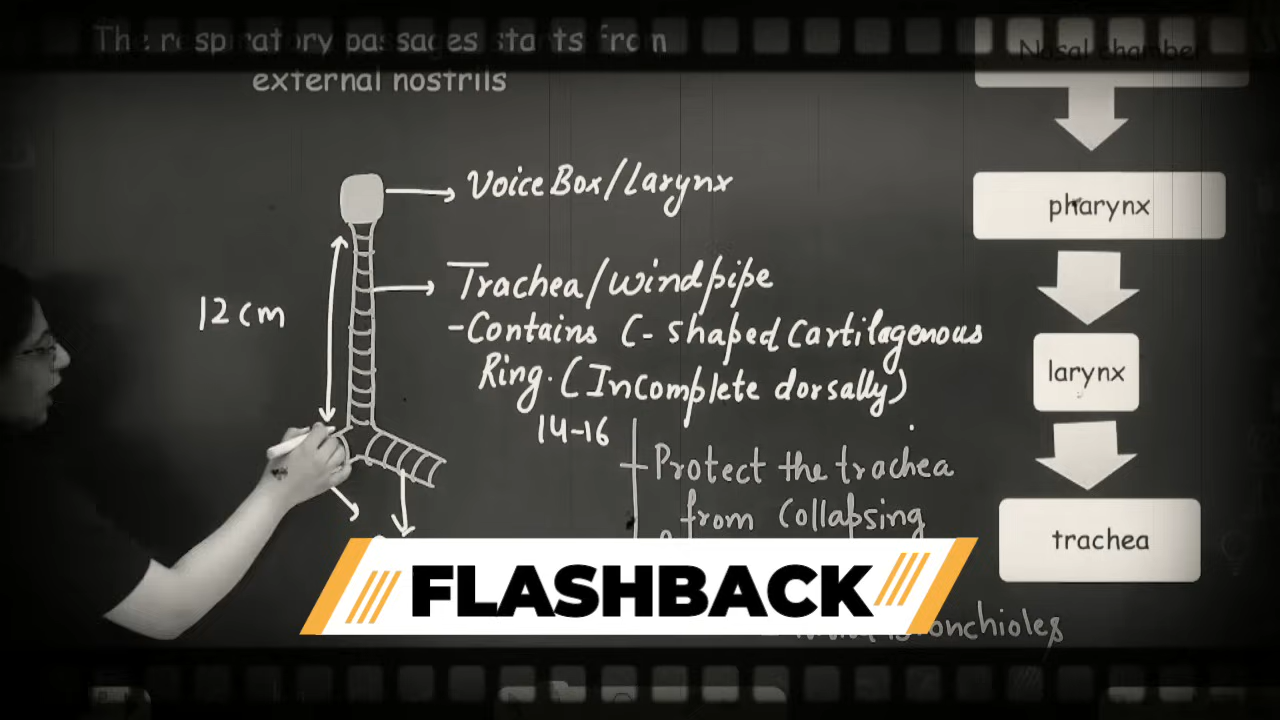 The respiratory passages starts from
external nostrils
Nasal chamber
pharynx
larynx
trachea
Voice Box/Larynx
12 cm
Trachea/windpipe
-Contains C-shaped Cartilagenous
Ring. (Incomplete dorsally)
14-16
Protect the trachea
from Collapsing
FLASHBACK
Bronchioles